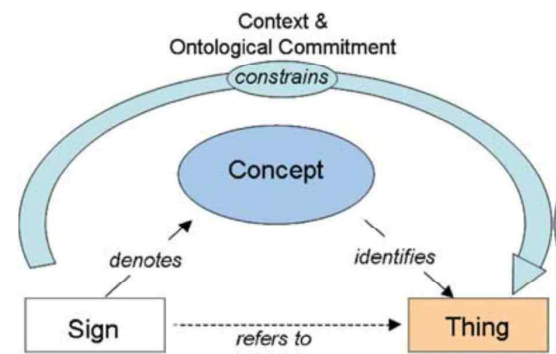 Context &
Ontological Commitment
constrains
Concept
denotes
identifies
Sign
refers to
Thing